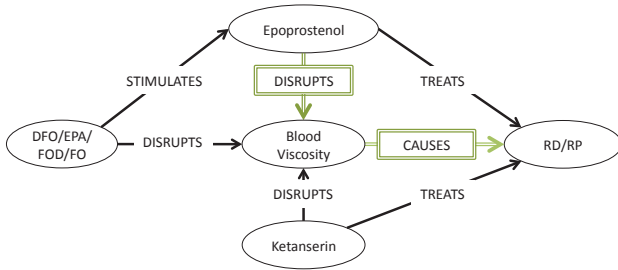 Epoprostenol
STIMULATES
DISRUPTS
TREATS
DFO/EPA/
FOD/FO
DISRUPTS
Blood
Viscosity
CAUSES
RD/RP
DISRUPTS
TREATS
Ketanserin